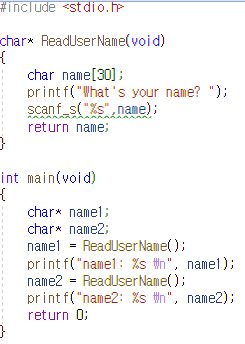 #include <stdio.h>
char* ReadUserName(void)
{
char name[30];
printf("What's your name? ");
scanf_s("%s",name);
return name;
}
int main(void)
{
char* name1;
char* name2;
name1 = ReadUserName();
printf("name1: %s ₩n", name1);
name2 = ReadUserName();
printf("name2: %s ₩n", name2);
return 0;
}